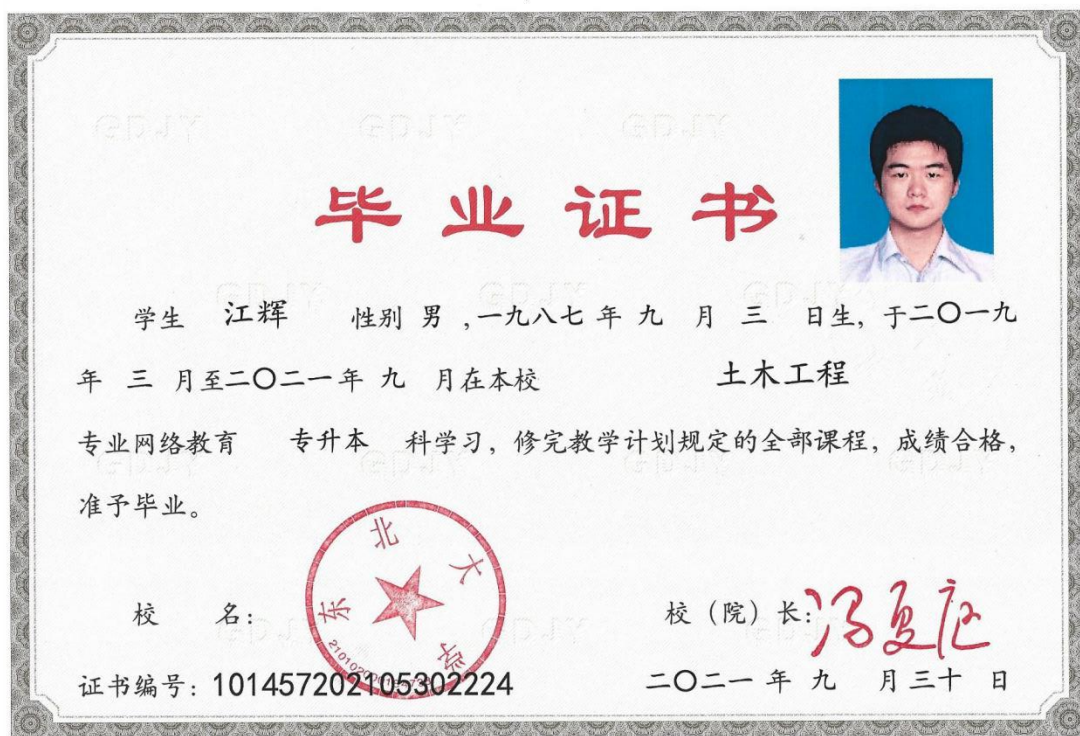 毕业证书
学生 江辉 性别 男 ,一九八七 年 九 月 三 日生, 于二〇一九
年 三 月至二〇二一年 九 月在本校 土木工程
专业网络教育 专升本 科学习, 修完教学计划规定的全部课程, 成绩合格,
准予毕业。
东北大学
校 名:
校（院）长: 冯夏庭
证书编号: 101457202105302224
二〇二一 年 九 月三十 日